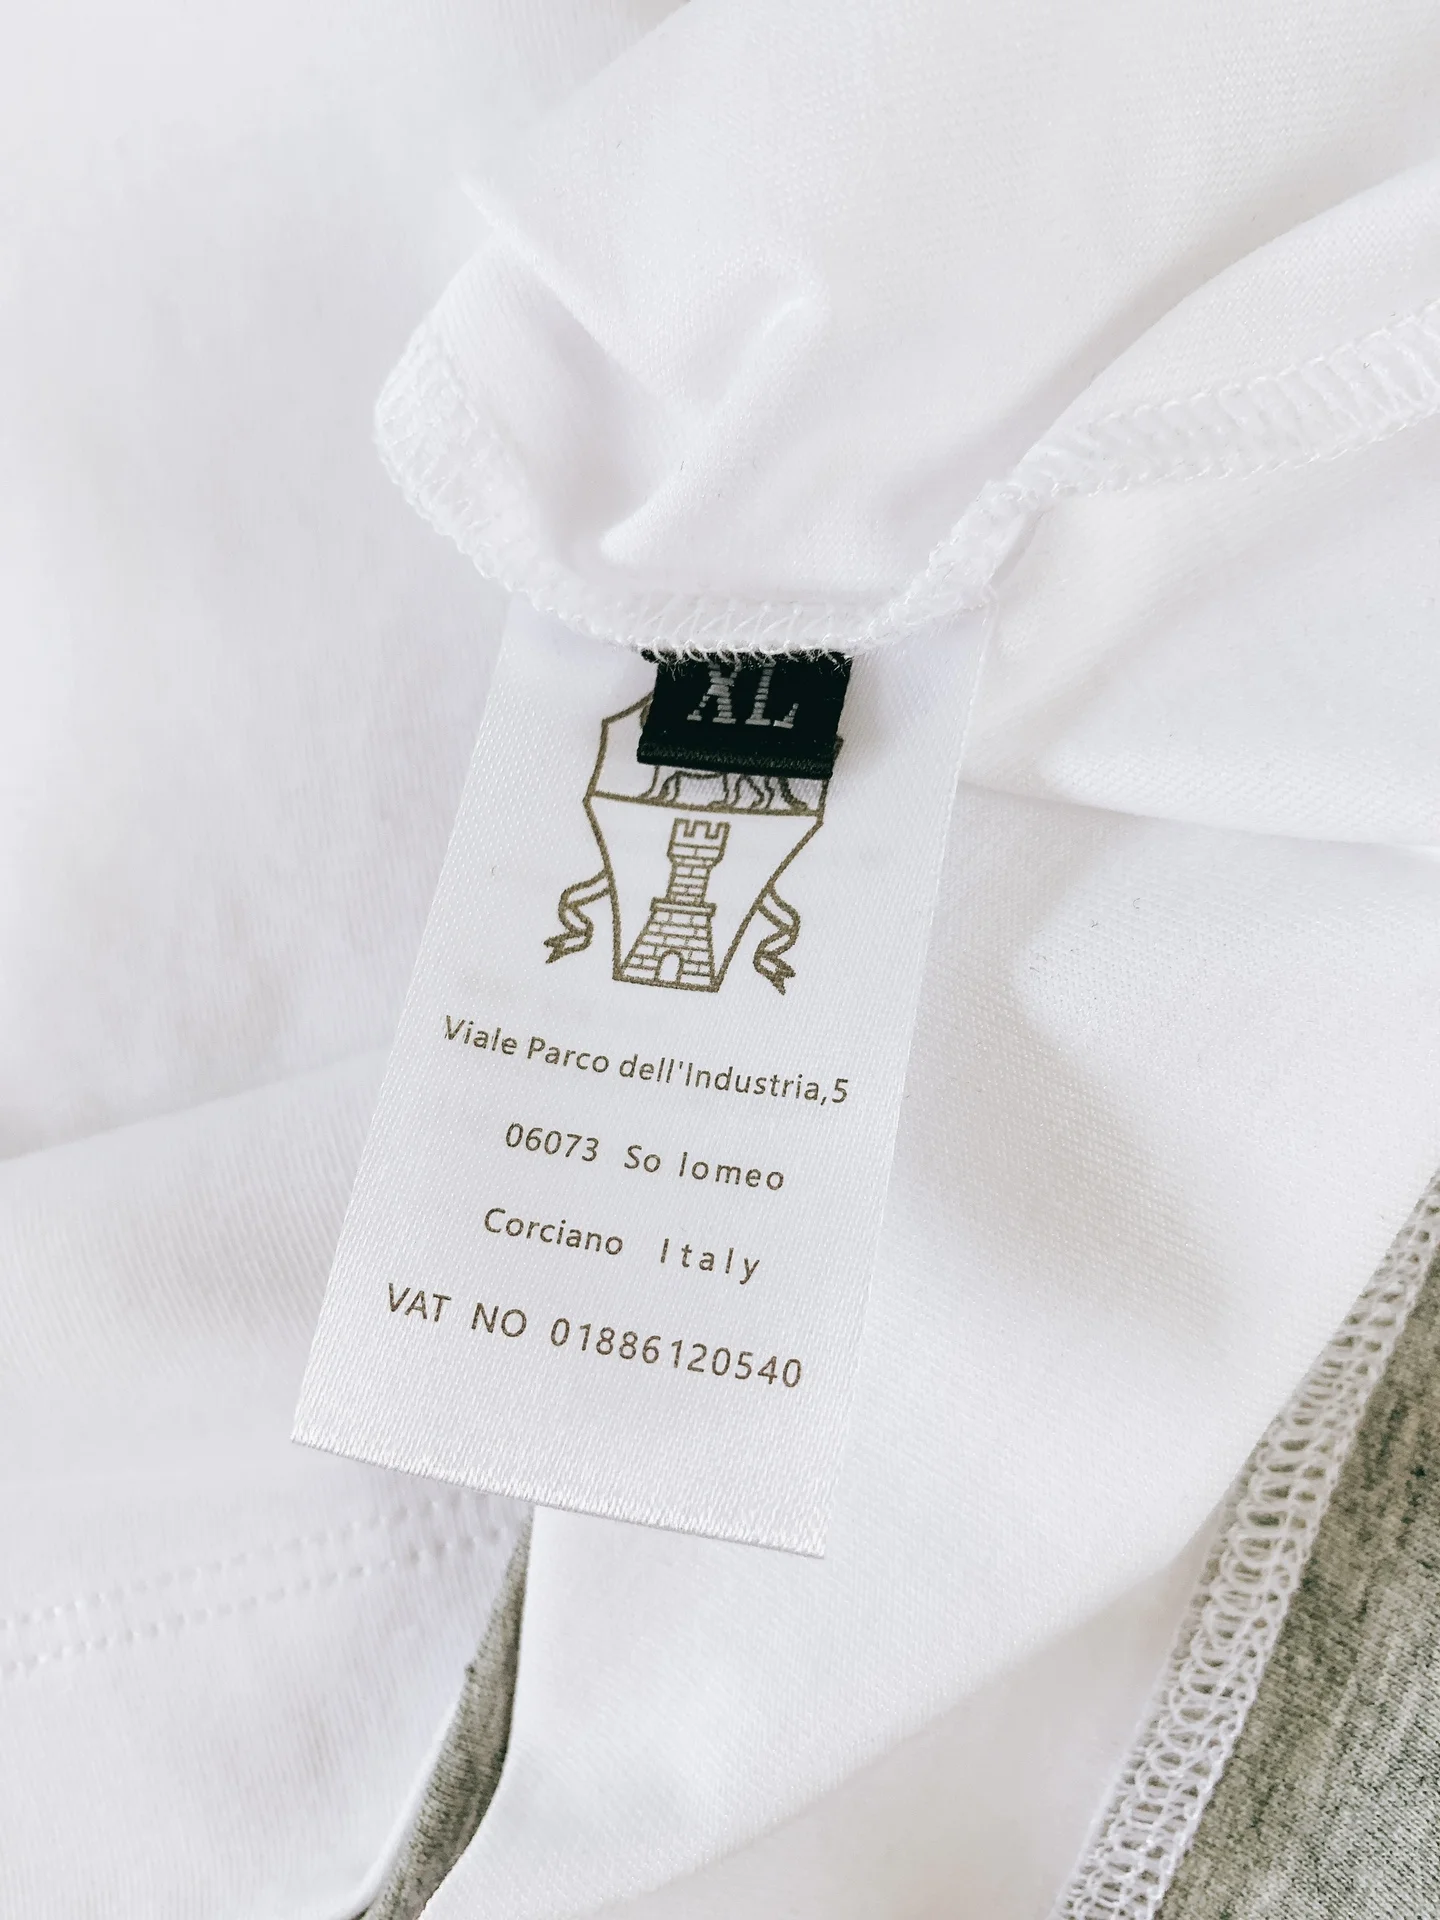 XL
Viale Parco dell'Industria,5
06073 So lomeo
Corciano Italy
VAT NO 01886120540